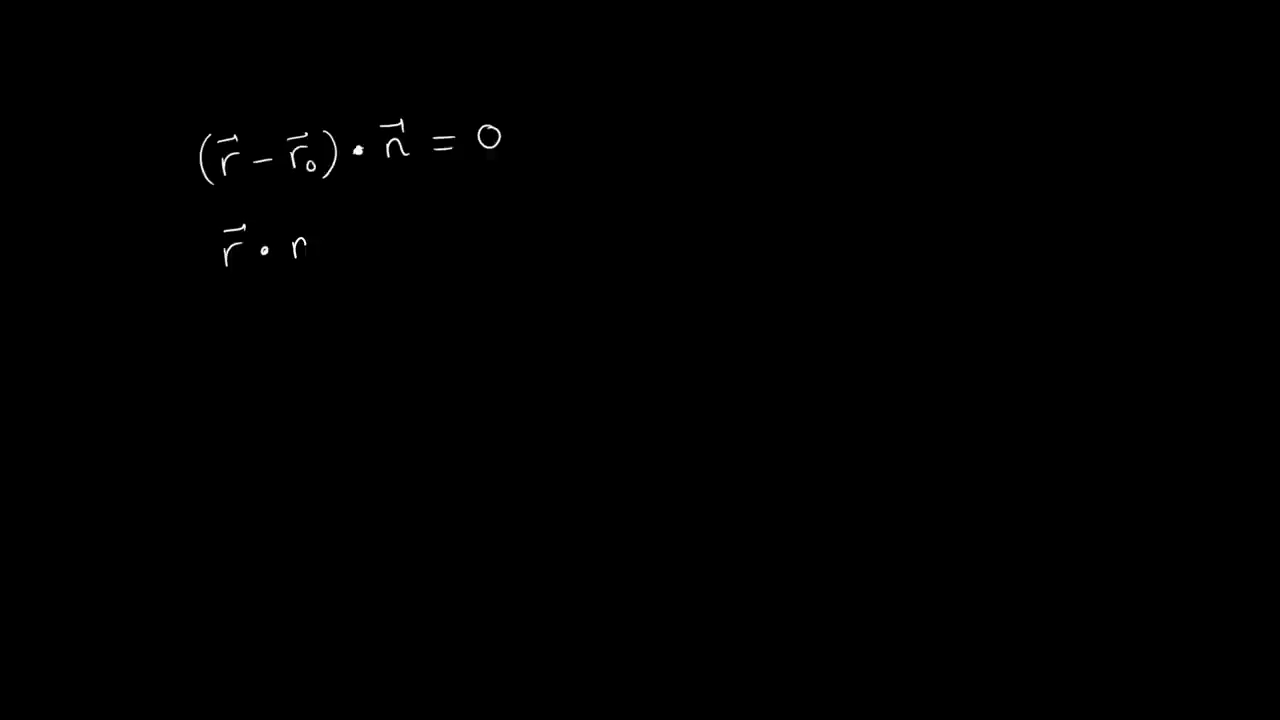 (r⃗ − r⃗₀) • n⃗ = 0
r⃗ • n